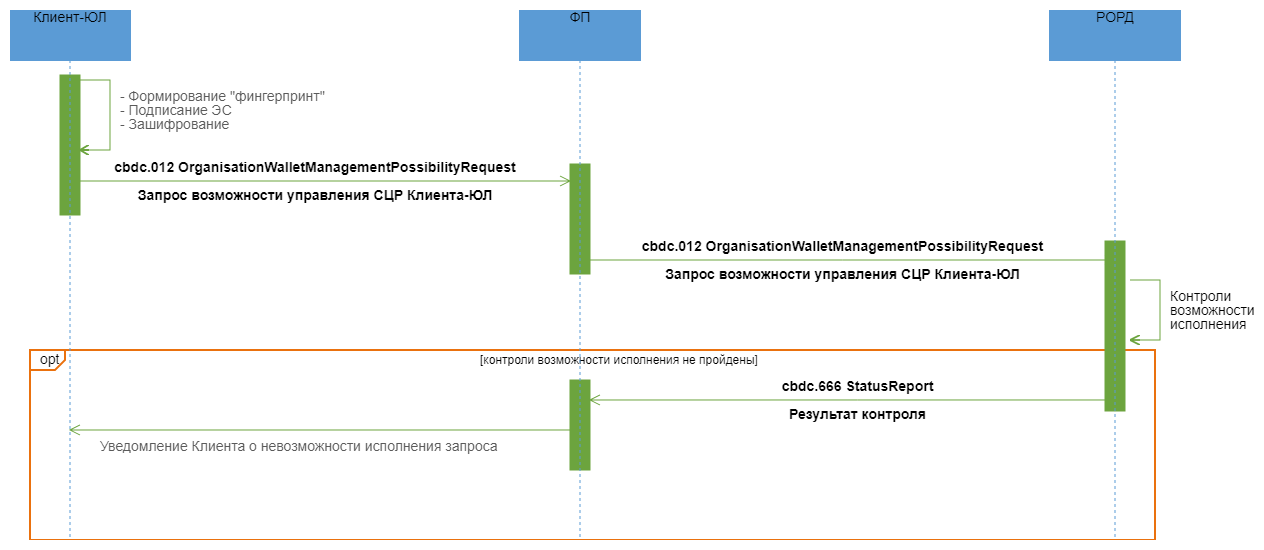 Клиент-ЮЛ
ФП
РОРД
- Формирование "фингерпринт"
- Подписание ЭС
- Зашифрование
cbdc.012 OrganisationWalletManagementPossibilityRequest
Запрос возможности управления СЦР Клиента-ЮЛ
cbdc.012 OrganisationWalletManagementPossibilityRequest
Запрос возможности управления СЦР Клиента-ЮЛ
Контроли
возможности
исполнения
opt
[контроли возможности исполнения не пройдены]
cbdc.666 StatusReport
Результат контроля
Уведомление Клиента о невозможности исполнения запроса